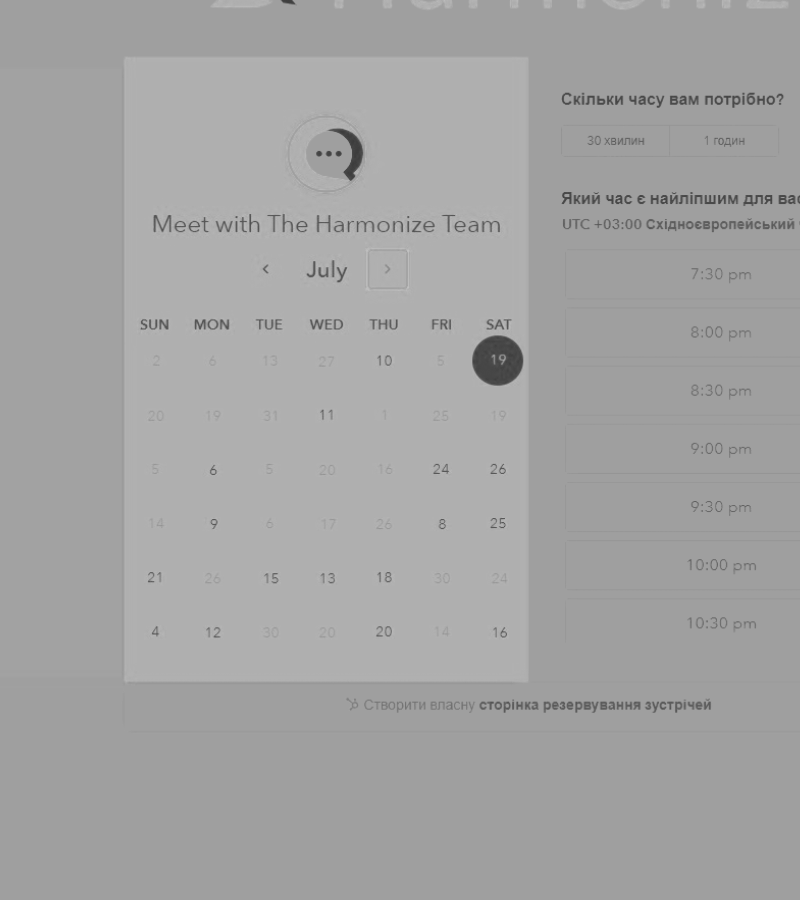 Harmoniz
Meet with The Harmonize Team
July
SUN MON TUE WED THU FRI SAT
2 6 13 27 10 5 19
20 19 31 11 1 25 19
5 6 5 20 16 24 26
14 9 6 17 26 8 25
21 26 15 13 18 30 24
4 12 30 20 20 14 16
Скільки часу вам потрібно?
30 хвилин 1 годин
Який час є найліпшим для вас
UTC +03:00 Східноєвропейський
7:30 pm
8:00 pm
8:30 pm
9:00 pm
9:30 pm
10:00 pm
10:30 pm
Створити власну сторінка резервування зустрічей